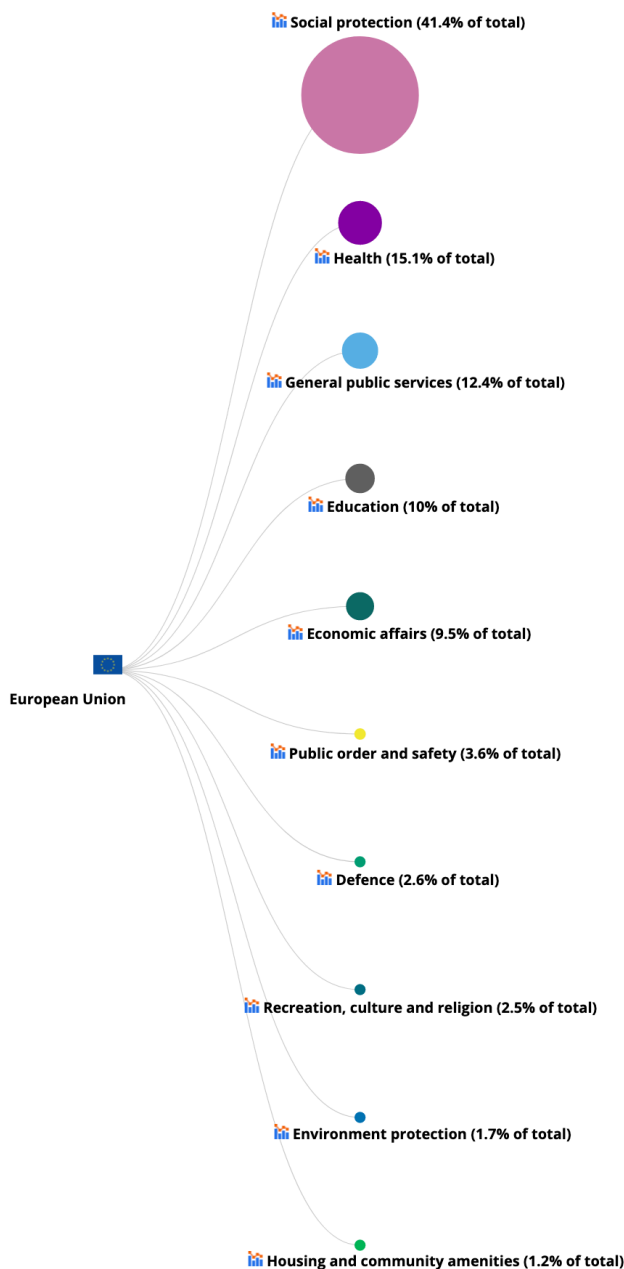 Social protection (41.4% of total)
Health (15.1% of total)
General public services (12.4% of total)
Education (10% of total)
Economic affairs (9.5% of total)
European Union
Public order and safety (3.6% of total)
Defence (2.6% of total)
Recreation, culture and religion (2.5% of total)
Environment protection (1.7% of total)
Housing and community amenities (1.2% of total)